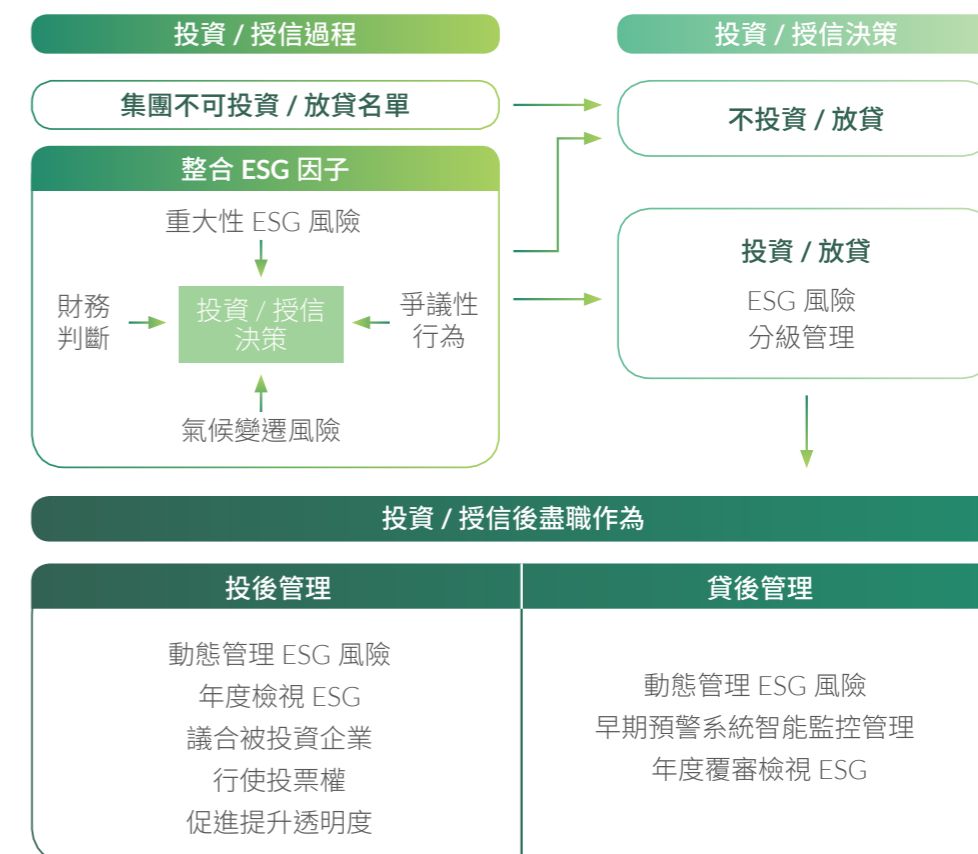 投資 / 授信過程
集團不可投資 / 放貸名單
整合 ESG 因子
重大性 ESG 風險
財務
判斷
投資 / 授信
決策
爭議性
行為
氣候變遷風險
投資 / 授信決策
不投資 / 放貸
投資 / 放貸
ESG 風險
分級管理
投資 / 授信後盡職作為
投後管理
動態管理 ESG 風險
年度檢視 ESG
議合被投資企業
行使投票權
促進提升透明度
貸後管理
動態管理 ESG 風險
早期預警系統智能監控管理
年度覆審檢視 ESG